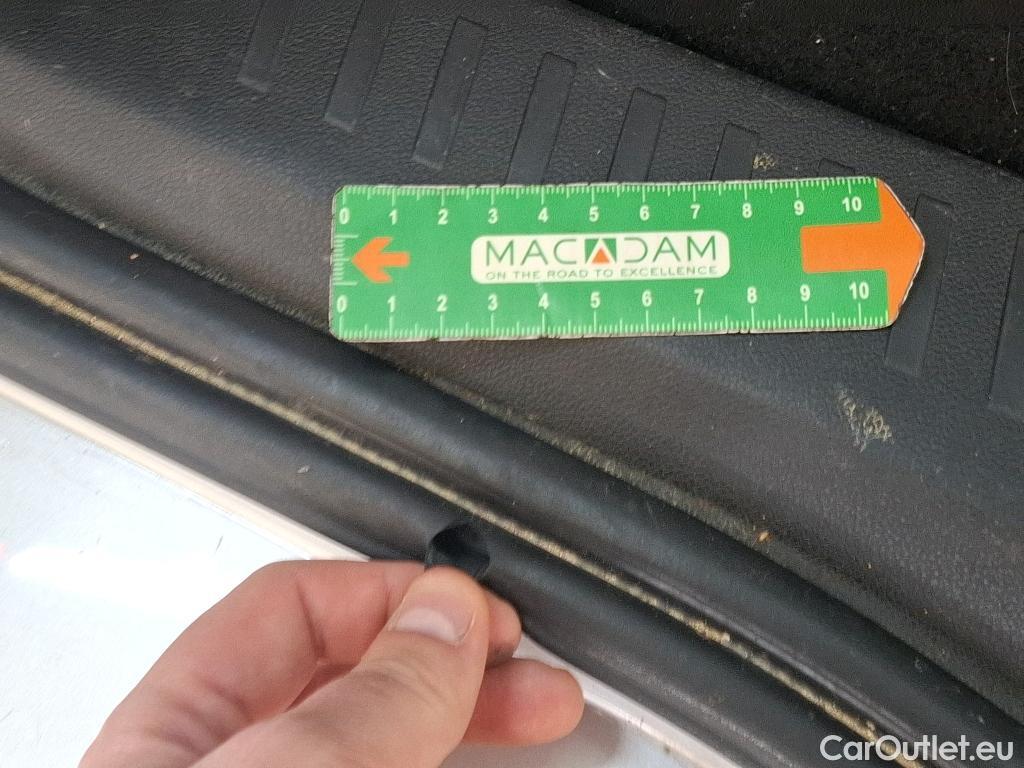 0 1 2 3 4 5 6 7 8 9 10
MACADAM
ON THE ROAD TO EXCELLENCE
0 1 2 3 4 5 6 7 8 9 10
CarOutlet.eu